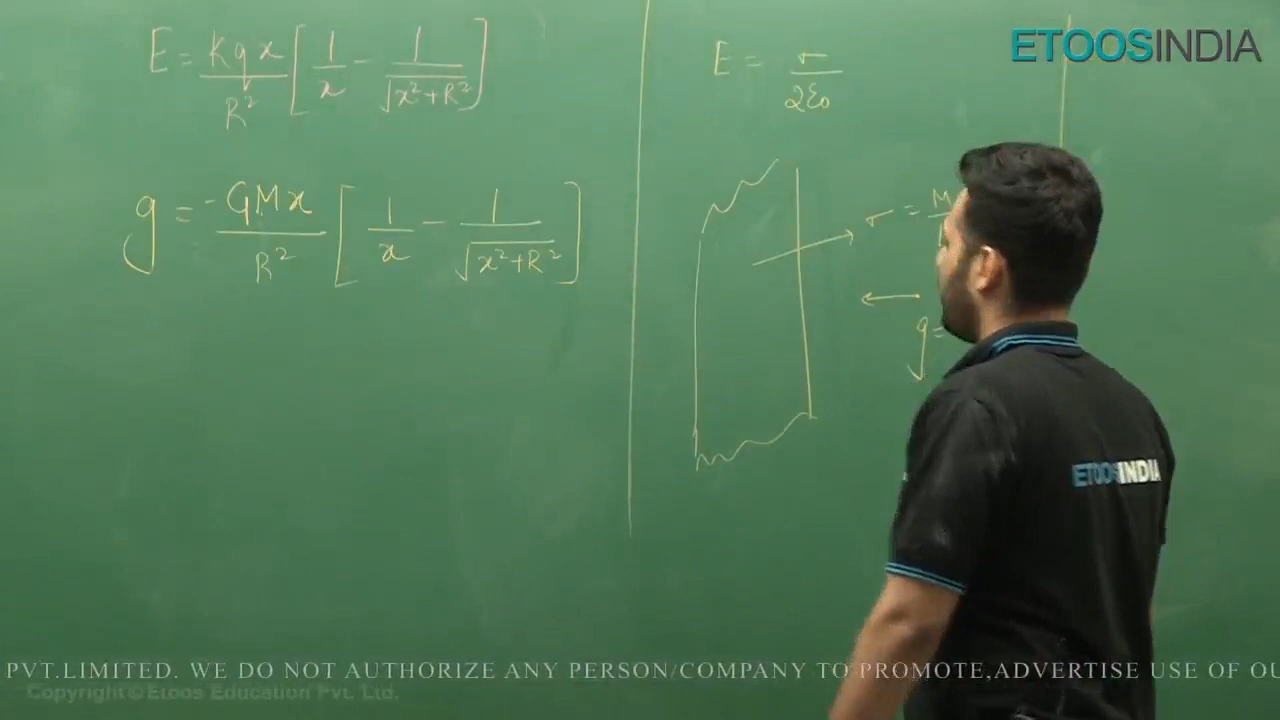 E = Kqx/R² [1/x - 1/√(x²+R²)]
g = -GMx/R² [1/x - 1/√(x²+R²)]
E = σ/2ε₀
σ = M
g =
ETOOSINDIA
ETOOSINDIA
PVT.LIMITED. WE DO NOT AUTHORIZE ANY PERSON/COMPANY TO PROMOTE,ADVERTISE USE OF OU
Copyright © Etoos Education Pvt. Ltd.